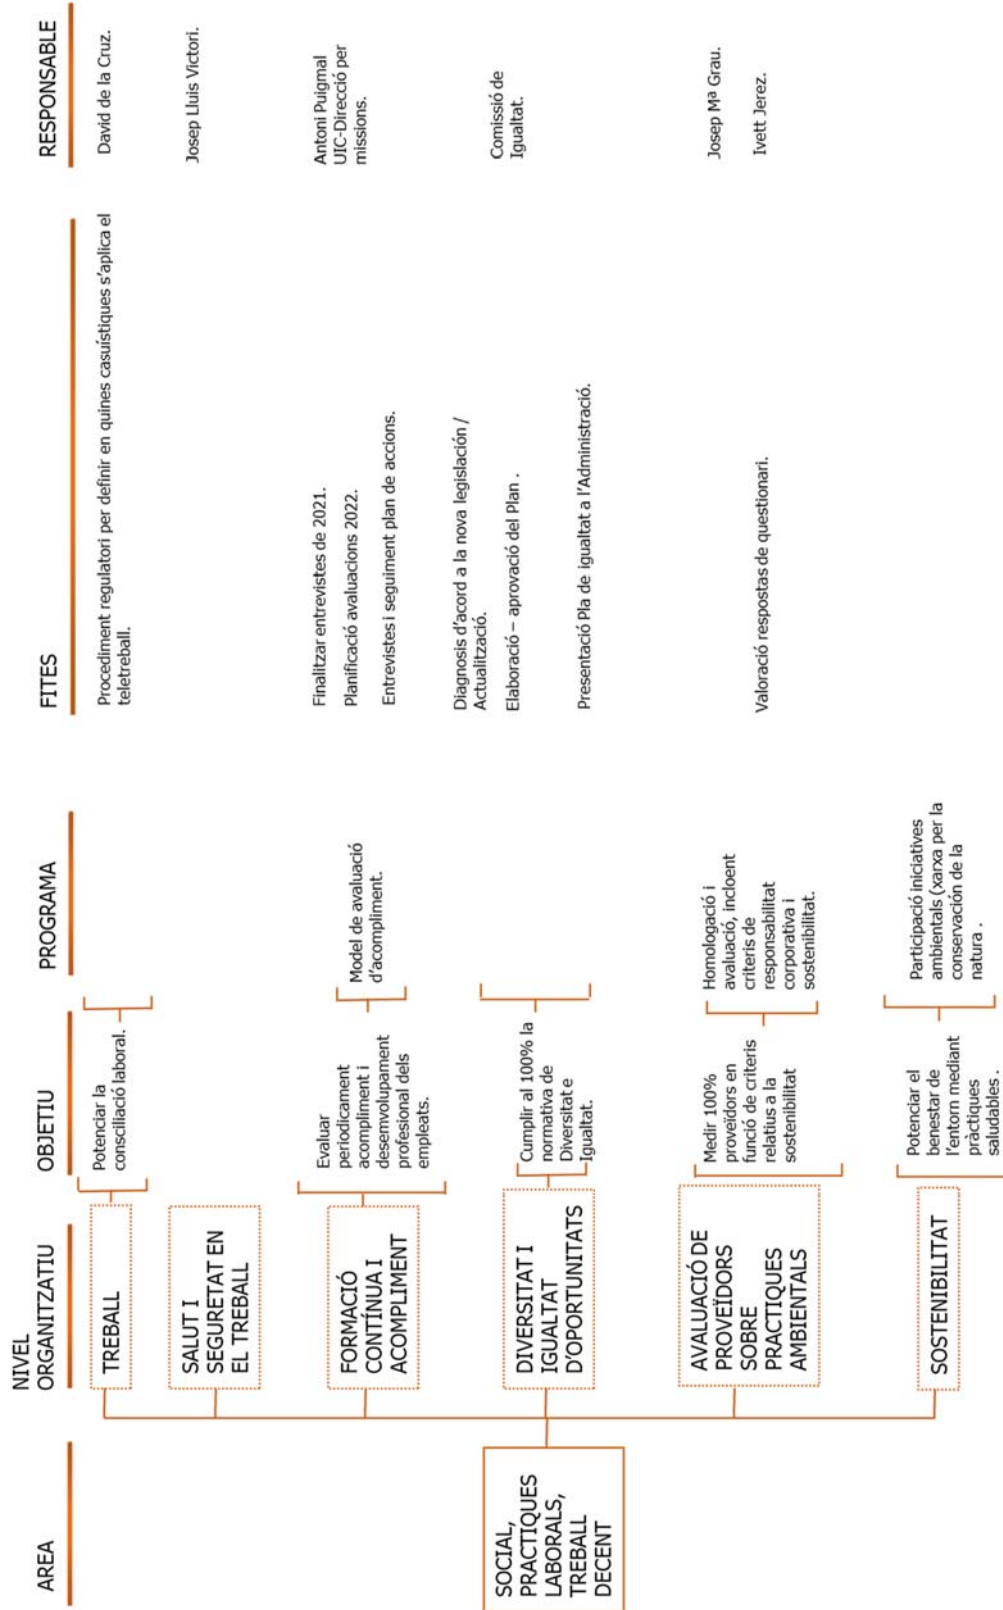 AREA
NIVEL
ORGANITZATIU
OBJETIU
PROGRAMA
FITES
RESPONSABLE
SOCIAL,
PRACTIQUES
LABORALS,
TREBALL
DECENT
TREBALL
Potenciar la
consciliació laboral.
Procediment regulatori per definir en quines casuístiques s'aplica el
teletreball.
David de la Cruz.
SALUT I
SEGURETAT EN
EL TREBALL
Josep Lluis Victori.
FORMACIÓ
CONTÍNUA I
ACOMPLIMENT
Evaluar
periodicament
acompliment i
desenvolupament
profesional dels
empleats.
Model de avaluació
d'acompliment.
Finalitzar entrevistes de 2021.
Planificació avaluacions 2022.
Entrevistes i seguiment plan de accions.
Antoni Puigmal
UIC-Direcció per
missions.
DIVERSITAT I
IGUALTAT
D'OPORTUNITATS
Cumplir al 100% la
normativa de
Diversitat e
Igualtat.
Diagnosis d'acord a la nova legislación /
Actualització.
Elaboració – aprovació del Plan .
Presentació Pla de igualtat a l'Administració.
Comissió de
Igualtat.
AVALUACIÓ DE
PROVEÏDORS
SOBRE
PRACTIQUES
AMBIENTALS
Medir 100%
proveïdors en
funció de criteris
relatius a la
sostenibilitat
Homologació i
avaluació, incloent
criteris de
responsabilitat
corporativa i
sostenibilitat.
Valoració respostas de questionari.
Josep Mª Grau.
Ivett Jerez.
SOSTENIBILITAT
Potenciar el
benestar de
l'entorn mediant
pràctiques
saludables .
Participació iniciatives
ambientals (xarxa per la
conservación de la
natura .